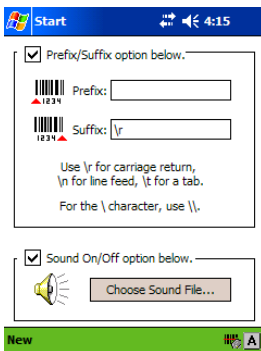 Start 4:15
Prefix/Suffix option below.
1234 Prefix:
1234 Suffix: \r
Use \r for carriage return,
\n for line feed, \t for a tab.
For the \ character, use \\.
Sound On/Off option below.
Choose Sound File...
New A